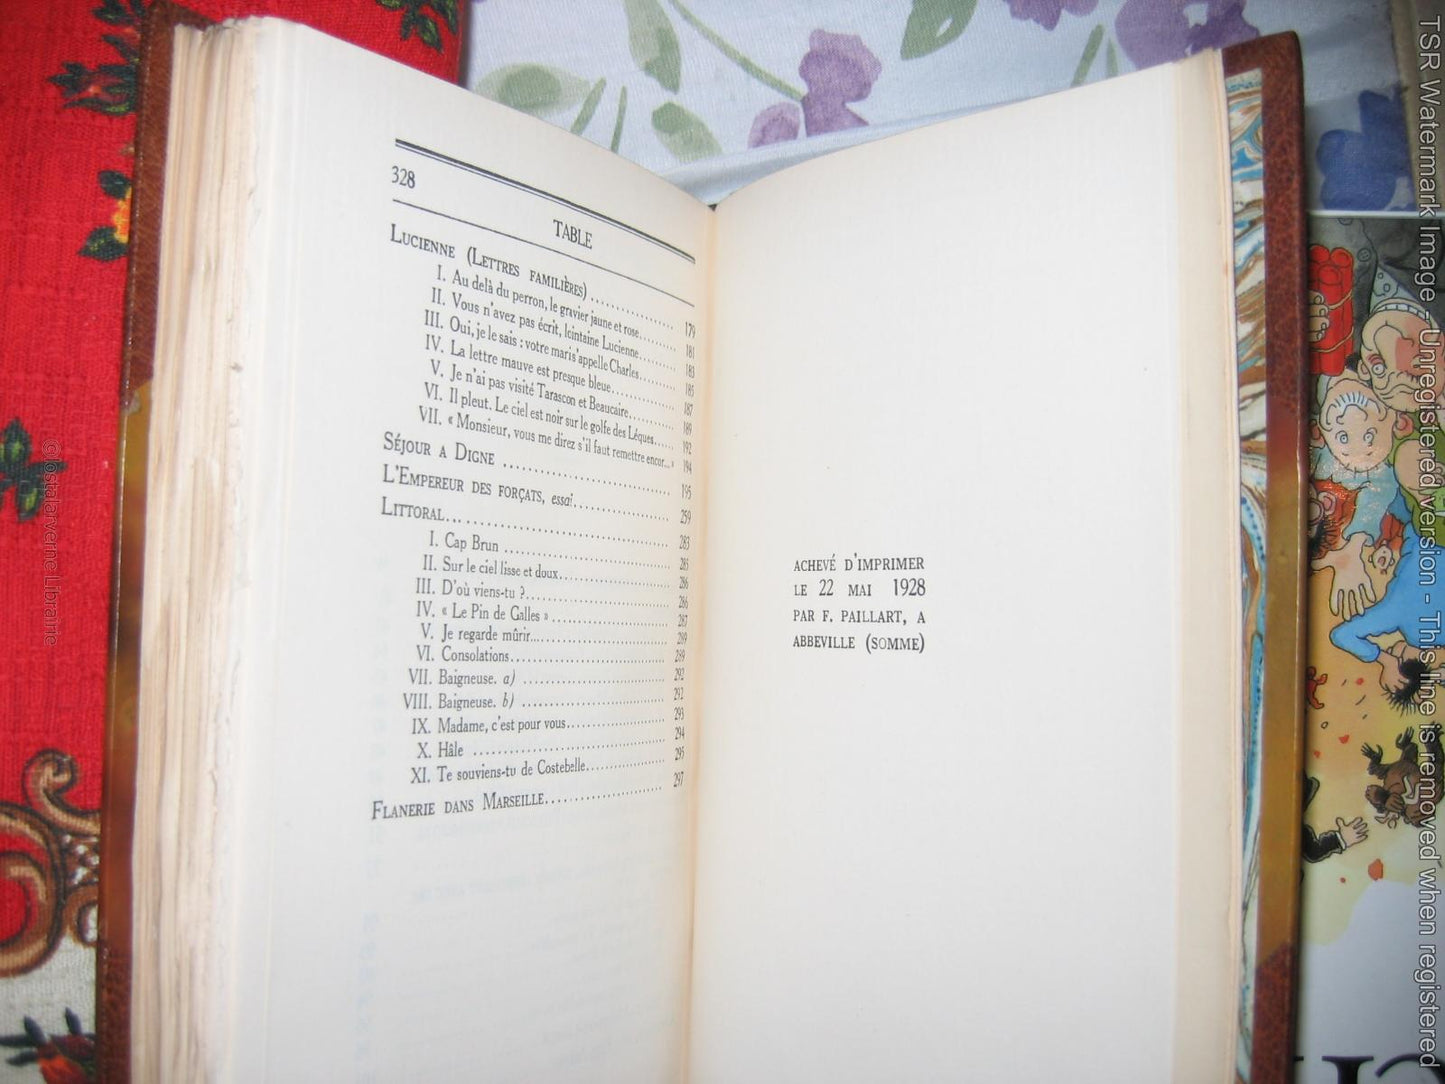 328
TABLE
LUCIENNE (LETTRES FAMILIÈRES) .......... 179
I. Au delà du perron, le gravier jaune et rose.......... 181
II. Vous n'avez pas écrit, lointaine Lucienne.......... 183
III. Oui, je le sais : votre mari s'appelle Charles.......... 185
IV. La lettre mauve est presque bleue.......... 187
V. Je n'ai pas visité Tarascon et Beaucaire.......... 189
VI. Il pleut. Le ciel est noir sur le golfe des Lèques..... 192
VII. « Monsieur, vous me direz s'il faut remettre encor... » 194
SÉJOUR A DIGNE .......... 195
L'EMPEREUR DES FORÇATS, essai.......... 259
LITTORAL.......... 283
I. Cap Brun .......... 285
II. Sur le ciel lisse et doux.......... 286
III. D'où viens-tu ?.......... 286
IV. « Le Pin de Galles » .......... 287
V. Je regarde mûrir.......... 289
VI. Consolations.......... 289
VII. Baigneuse. a) .......... 292
VIII. Baigneuse. b) .......... 292
IX. Madame, c'est pour vous.......... 293
X. Hâle .......... 294
XI. Te souviens-tu de Costebelle.......... 295
FLANERIE DANS MARSEILLE.......... 297
ACHEVÉ D'IMPRIMER
LE 22 MAI 1928
PAR F. PAILLART, A
ABBEVILLE (SOMME)
©lostalarverne Librairie
TSR Watermark Image - Unregistered version - This line is removed when registered